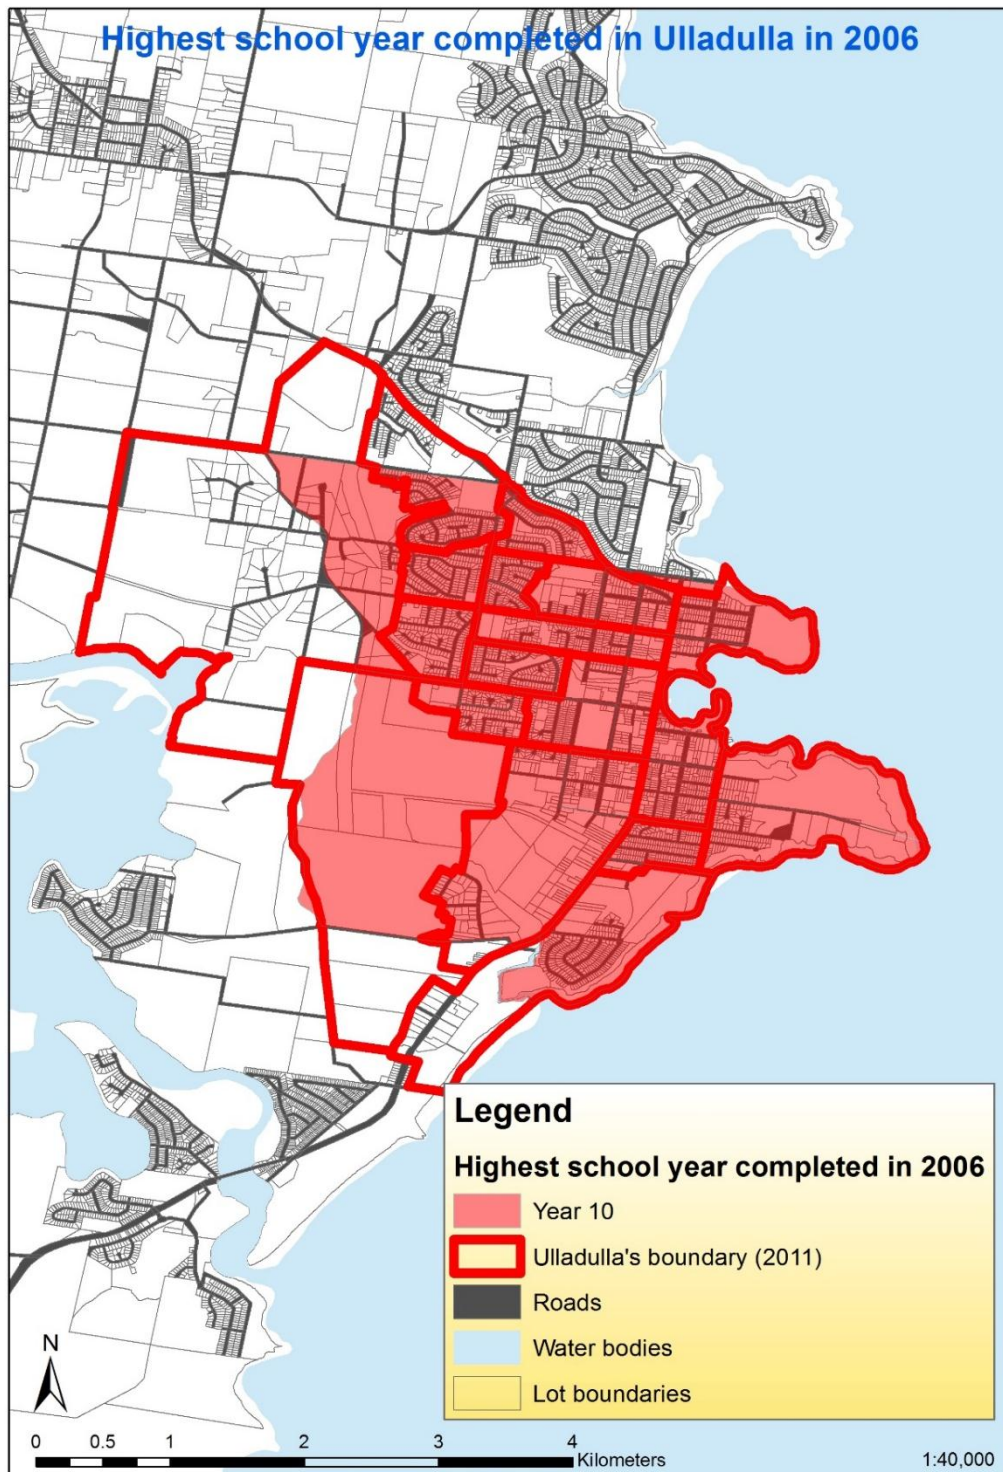 Highest school year completed in Ulladulla in 2006
Legend
Highest school year completed in 2006
Year 10
Ulladulla's boundary (2011)
Roads
Water bodies
Lot boundaries
N
0 0.5 1 2 3 4
Kilometers
1:40,000